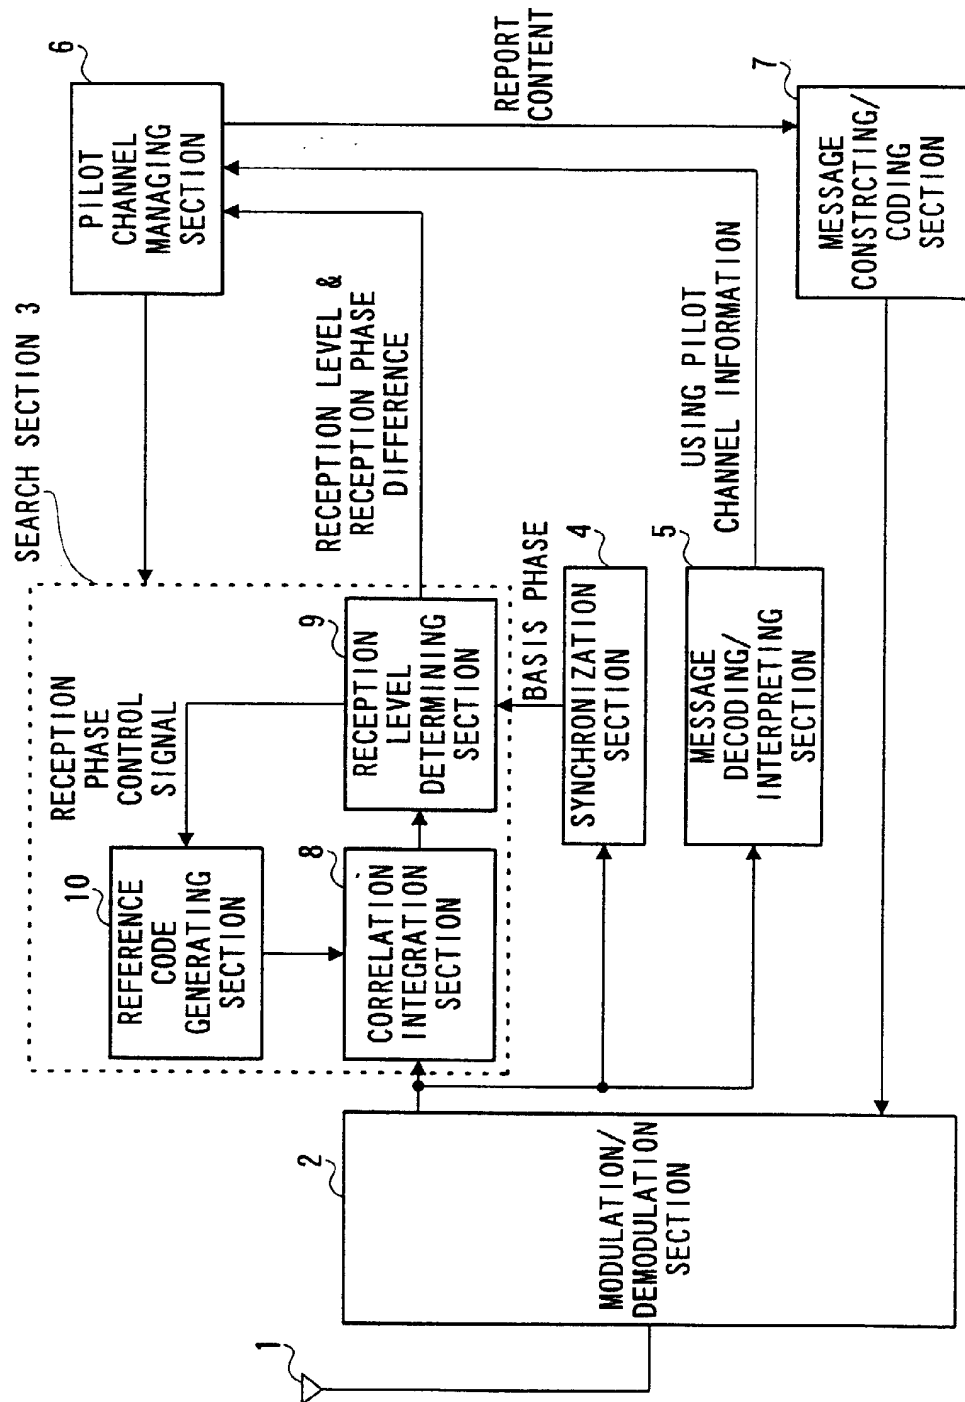 1
2
MODULATION/
DEMODULATION
SECTION
SEARCH SECTION 3
RECEPTION
PHASE
CONTROL
SIGNAL
10
REFERENCE
CODE
GENERATING
SECTION
8
CORRELATION
INTEGRATION
SECTION
9
RECEPTION
LEVEL
DETERMINING
SECTION
BASIS PHASE
4
SYNCHRONIZATION
SECTION
5
MESSAGE
DECODING/
INTERPRETING
SECTION
RECEPTION LEVEL &
RECEPTION PHASE
DIFFERENCE
USING PILOT
CHANNEL INFORMATION
6
PILOT
CHANNEL
MANAGING
SECTION
REPORT
CONTENT
7
MESSAGE
CONSTRCTING/
CODING
SECTION